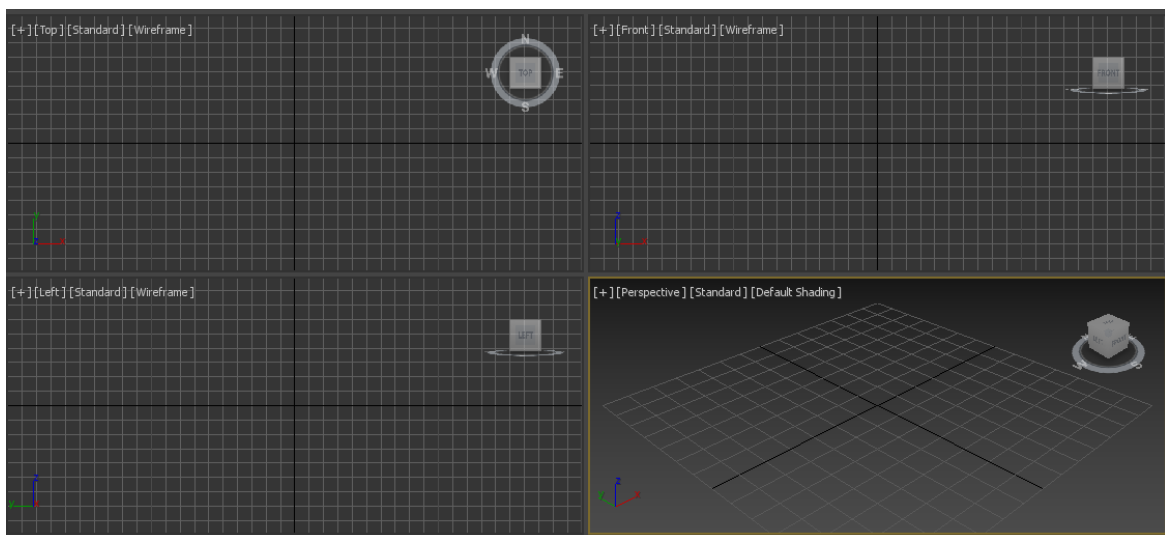 [+][Top][Standard][Wireframe]
N
W
TOP
E
S
y
z
x
[+][Front][Standard][Wireframe]
FRONT
z
y
x
[+][Left][Standard][Wireframe]
LEFT
z
y
x
[+][Perspective][Standard][Default Shading]
W
S
z
y
x